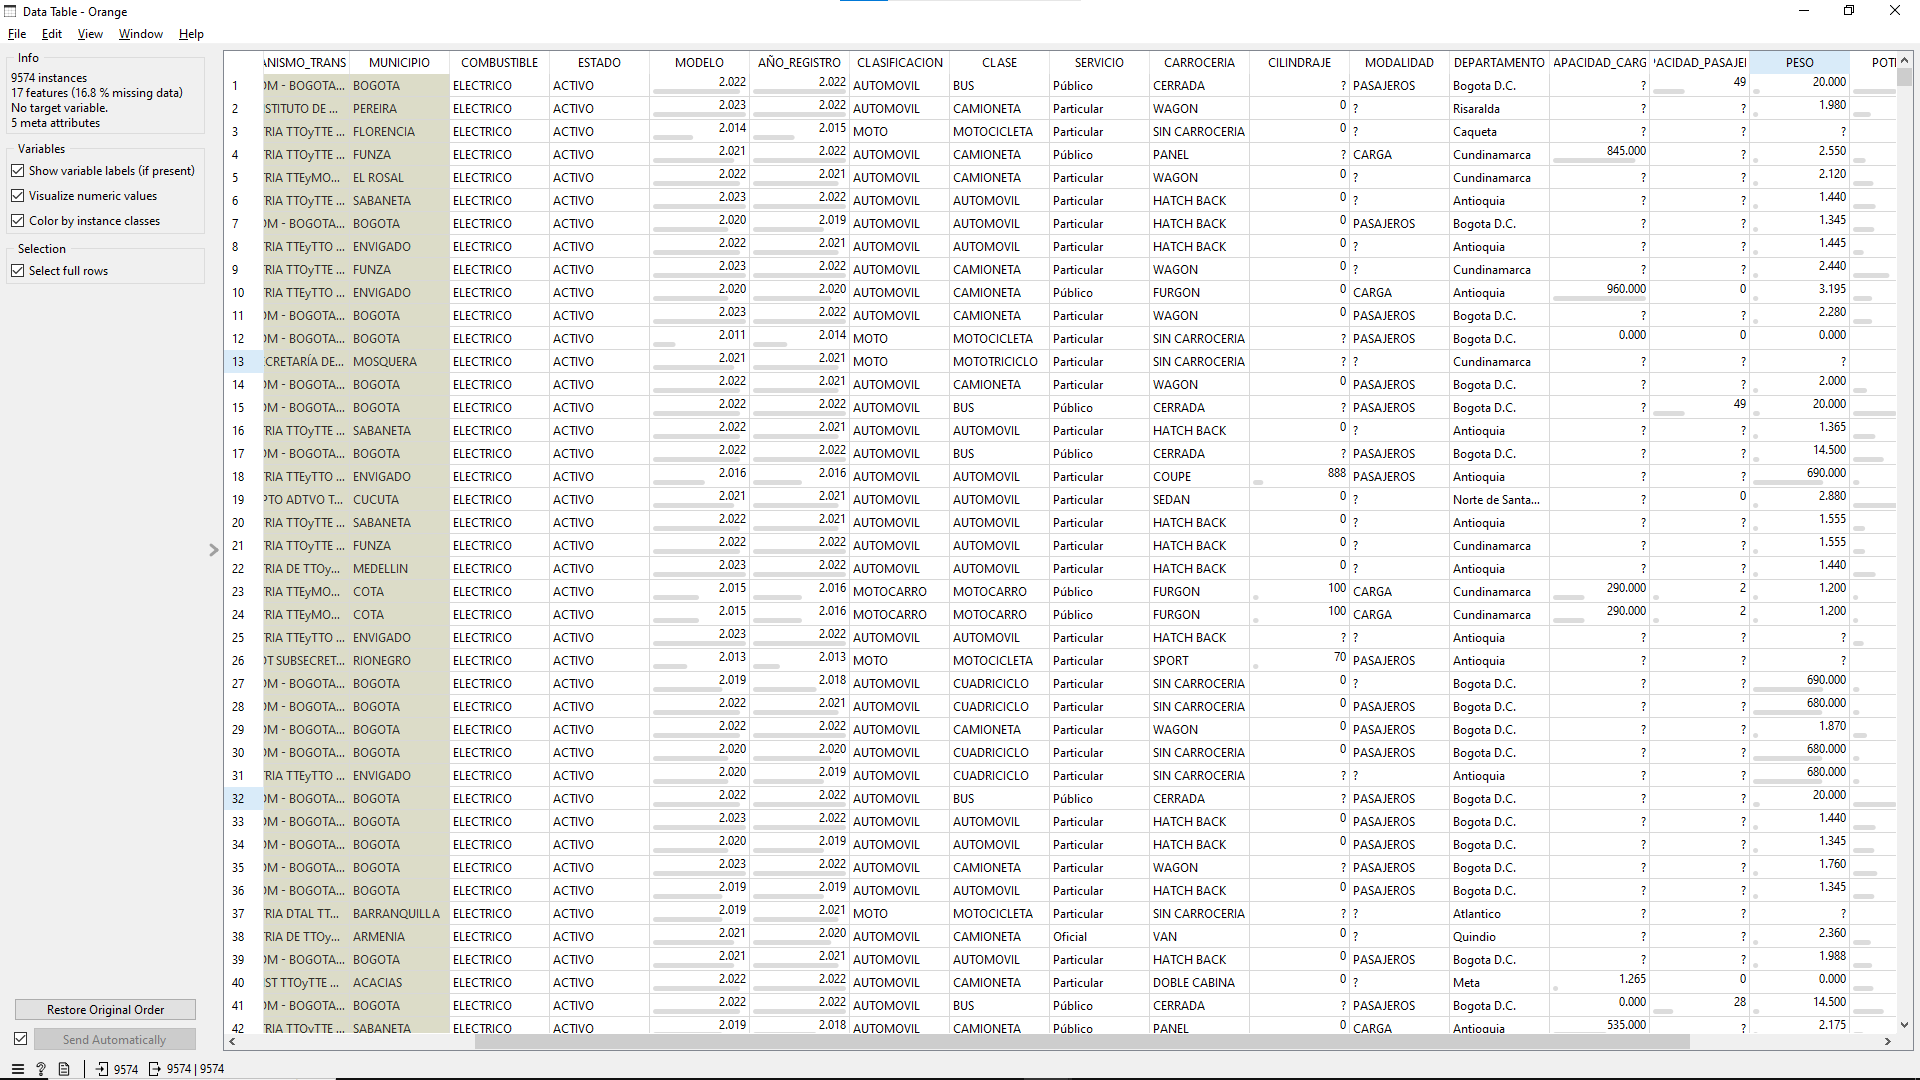 Data Table - Orange
File Edit View Window Help
Info
9574 instances
17 features (16.8 % missing data)
No target variable.
5 meta attributes
Variables
Show variable labels (if present)
Visualize numeric values
Color by instance classes
Selection
Select full rows
ANISMO_TRANS MUNICIPIO COMBUSTIBLE ESTADO MODELO AÑO_REGISTRO CLASIFICACION CLASE SERVICIO CARROCERIA CILINDRAJE MODALIDAD DEPARTAMENTO APACIDAD_CARG PACIDAD_PASAJE PESO POTI
1 OM - BOGOTA... BOGOTA ELECTRICO ACTIVO 2.022 2.022 AUTOMOVIL BUS Público CERRADA ? PASAJEROS Bogota D.C. ? 49 20.000
2 STITUTO DE ... PEREIRA ELECTRICO ACTIVO 2.023 2.022 AUTOMOVIL CAMIONETA Particular WAGON 0 ? Risaralda ? ? 1.980
3 TRIA TTOyTTE ... FLORENCIA ELECTRICO ACTIVO 2.014 2.015 MOTO MOTOCICLETA Particular SIN CARROCERIA 0 ? Caqueta ? ? ?
4 TRIA TTOyTTE ... FUNZA ELECTRICO ACTIVO 2.021 2.022 AUTOMOVIL CAMIONETA Público PANEL ? CARGA Cundinamarca 845.000 ? 2.550
5 TRIA TTEyMO... EL ROSAL ELECTRICO ACTIVO 2.022 2.021 AUTOMOVIL CAMIONETA Particular WAGON 0 ? Cundinamarca ? ? 2.120
6 TRIA TTOyTTE ... SABANETA ELECTRICO ACTIVO 2.023 2.022 AUTOMOVIL AUTOMOVIL Particular HATCH BACK 0 ? Antioquia ? ? 1.440
7 OM - BOGOTA... BOGOTA ELECTRICO ACTIVO 2.020 2.019 AUTOMOVIL AUTOMOVIL Particular HATCH BACK 0 PASAJEROS Bogota D.C. ? ? 1.345
8 TRIA TTEyTTO ... ENVIGADO ELECTRICO ACTIVO 2.022 2.021 AUTOMOVIL AUTOMOVIL Particular HATCH BACK 0 ? Antioquia ? ? 1.445
9 TRIA TTOyTTE ... FUNZA ELECTRICO ACTIVO 2.023 2.022 AUTOMOVIL CAMIONETA Particular WAGON 0 ? Cundinamarca ? ? 2.440
10 TRIA TTEyTTO ... ENVIGADO ELECTRICO ACTIVO 2.020 2.020 AUTOMOVIL CAMIONETA Público FURGON 0 CARGA Antioquia 960.000 0 3.195
11 OM - BOGOTA... BOGOTA ELECTRICO ACTIVO 2.023 2.022 AUTOMOVIL CAMIONETA Particular WAGON 0 PASAJEROS Bogota D.C. ? ? 2.280
12 OM - BOGOTA... BOGOTA ELECTRICO ACTIVO 2.011 2.014 MOTO MOTOCICLETA Particular SIN CARROCERIA ? PASAJEROS Bogota D.C. 0.000 0 0.000
13 CRETARÍA DE... MOSQUERA ELECTRICO ACTIVO 2.021 2.021 MOTO MOTOTRICICLO Particular SIN CARROCERIA ? ? Cundinamarca ? ? ?
14 OM - BOGOTA... BOGOTA ELECTRICO ACTIVO 2.022 2.021 AUTOMOVIL CAMIONETA Particular WAGON 0 PASAJEROS Bogota D.C. ? ? 2.000
15 OM - BOGOTA... BOGOTA ELECTRICO ACTIVO 2.022 2.022 AUTOMOVIL BUS Público CERRADA ? PASAJEROS Bogota D.C. ? 49 20.000
16 TRIA TTOyTTE ... SABANETA ELECTRICO ACTIVO 2.022 2.021 AUTOMOVIL AUTOMOVIL Particular HATCH BACK 0 ? Antioquia ? ? 1.365
17 OM - BOGOTA... BOGOTA ELECTRICO ACTIVO 2.022 2.022 AUTOMOVIL BUS Público CERRADA ? PASAJEROS Bogota D.C. ? ? 14.500
18 TRIA TTEyTTO ... ENVIGADO ELECTRICO ACTIVO 2.016 2.016 AUTOMOVIL AUTOMOVIL Particular COUPE 888 PASAJEROS Antioquia ? ? 690.000
19 PTO ADTVO T... CUCUTA ELECTRICO ACTIVO 2.021 2.021 AUTOMOVIL AUTOMOVIL Particular SEDAN 0 ? Norte de Santa... ? 0 2.880
20 TRIA TTOyTTE ... SABANETA ELECTRICO ACTIVO 2.022 2.021 AUTOMOVIL AUTOMOVIL Particular HATCH BACK 0 ? Antioquia ? ? 1.555
21 TRIA TTOyTTE ... FUNZA ELECTRICO ACTIVO 2.022 2.022 AUTOMOVIL AUTOMOVIL Particular HATCH BACK 0 ? Cundinamarca ? ? 1.555
22 TRIA DE TTOy... MEDELLIN ELECTRICO ACTIVO 2.023 2.022 AUTOMOVIL AUTOMOVIL Particular HATCH BACK 0 ? Antioquia ? ? 1.440
23 TRIA TTEyMO... COTA ELECTRICO ACTIVO 2.015 2.016 MOTOCARRO MOTOCARRO Público FURGON 100 CARGA Cundinamarca 290.000 2 1.200
24 TRIA TTEyMO... COTA ELECTRICO ACTIVO 2.015 2.016 MOTOCARRO MOTOCARRO Público FURGON 100 CARGA Cundinamarca 290.000 2 1.200
25 TRIA TTEyTTO ... ENVIGADO ELECTRICO ACTIVO 2.023 2.022 AUTOMOVIL AUTOMOVIL Particular HATCH BACK ? ? Antioquia ? ? ?
26 OT SUBSECRET... RIONEGRO ELECTRICO ACTIVO 2.013 2.013 MOTO MOTOCICLETA Particular SPORT 70 PASAJEROS Antioquia ? ? ?
27 OM - BOGOTA... BOGOTA ELECTRICO ACTIVO 2.019 2.018 AUTOMOVIL CUADRICICLO Particular SIN CARROCERIA 0 ? Bogota D.C. ? ? 690.000
28 OM - BOGOTA... BOGOTA ELECTRICO ACTIVO 2.022 2.021 AUTOMOVIL CUADRICICLO Particular SIN CARROCERIA 0 PASAJEROS Bogota D.C. ? ? 680.000
29 OM - BOGOTA... BOGOTA ELECTRICO ACTIVO 2.022 2.022 AUTOMOVIL CAMIONETA Particular WAGON 0 PASAJEROS Bogota D.C. ? ? 1.870
30 OM - BOGOTA... BOGOTA ELECTRICO ACTIVO 2.020 2.020 AUTOMOVIL CUADRICICLO Particular SIN CARROCERIA 0 PASAJEROS Bogota D.C. ? ? 680.000
31 TRIA TTEyTTO ... ENVIGADO ELECTRICO ACTIVO 2.020 2.019 AUTOMOVIL CUADRICICLO Particular SIN CARROCERIA ? ? Antioquia ? ? 680.000
32 OM - BOGOTA... BOGOTA ELECTRICO ACTIVO 2.022 2.022 AUTOMOVIL BUS Público CERRADA ? PASAJEROS Bogota D.C. ? ? 20.000
33 OM - BOGOTA... BOGOTA ELECTRICO ACTIVO 2.023 2.022 AUTOMOVIL AUTOMOVIL Particular HATCH BACK 0 PASAJEROS Bogota D.C. ? ? 1.440
34 OM - BOGOTA... BOGOTA ELECTRICO ACTIVO 2.020 2.019 AUTOMOVIL AUTOMOVIL Particular HATCH BACK 0 PASAJEROS Bogota D.C. ? ? 1.345
35 OM - BOGOTA... BOGOTA ELECTRICO ACTIVO 2.023 2.022 AUTOMOVIL CAMIONETA Particular WAGON ? PASAJEROS Bogota D.C. ? ? 1.760
36 OM - BOGOTA... BOGOTA ELECTRICO ACTIVO 2.019 2.019 AUTOMOVIL AUTOMOVIL Particular HATCH BACK 0 PASAJEROS Bogota D.C. ? ? 1.345
37 TRIA DTAL TT... BARRANQUILLA ELECTRICO ACTIVO 2.019 2.021 MOTO MOTOCICLETA Particular SIN CARROCERIA ? ? Atlantico ? ? ?
38 TRIA DE TTOy... ARMENIA ELECTRICO ACTIVO 2.021 2.020 AUTOMOVIL CAMIONETA Oficial VAN 0 ? Quindio ? ? 2.360
39 OM - BOGOTA... BOGOTA ELECTRICO ACTIVO 2.021 2.021 AUTOMOVIL AUTOMOVIL Particular HATCH BACK 0 PASAJEROS Bogota D.C. ? ? 1.988
40 IST TTOyTTE ... ACACIAS ELECTRICO ACTIVO 2.022 2.022 AUTOMOVIL CAMIONETA Particular DOBLE CABINA 0 ? Meta 1.265 0 0.000
41 OM - BOGOTA... BOGOTA ELECTRICO ACTIVO 2.022 2.022 AUTOMOVIL BUS Público CERRADA ? PASAJEROS Bogota D.C. 0.000 28 14.500
42 TRIA TTOyTTE ... SABANETA ELECTRICO ACTIVO 2.019 2.018 AUTOMOVIL CAMIONETA Público PANEL 0 CARGA Antioquia 535.000 ? 2.175
Restore Original Order
Send Automatically
? 9574 9574 | 9574